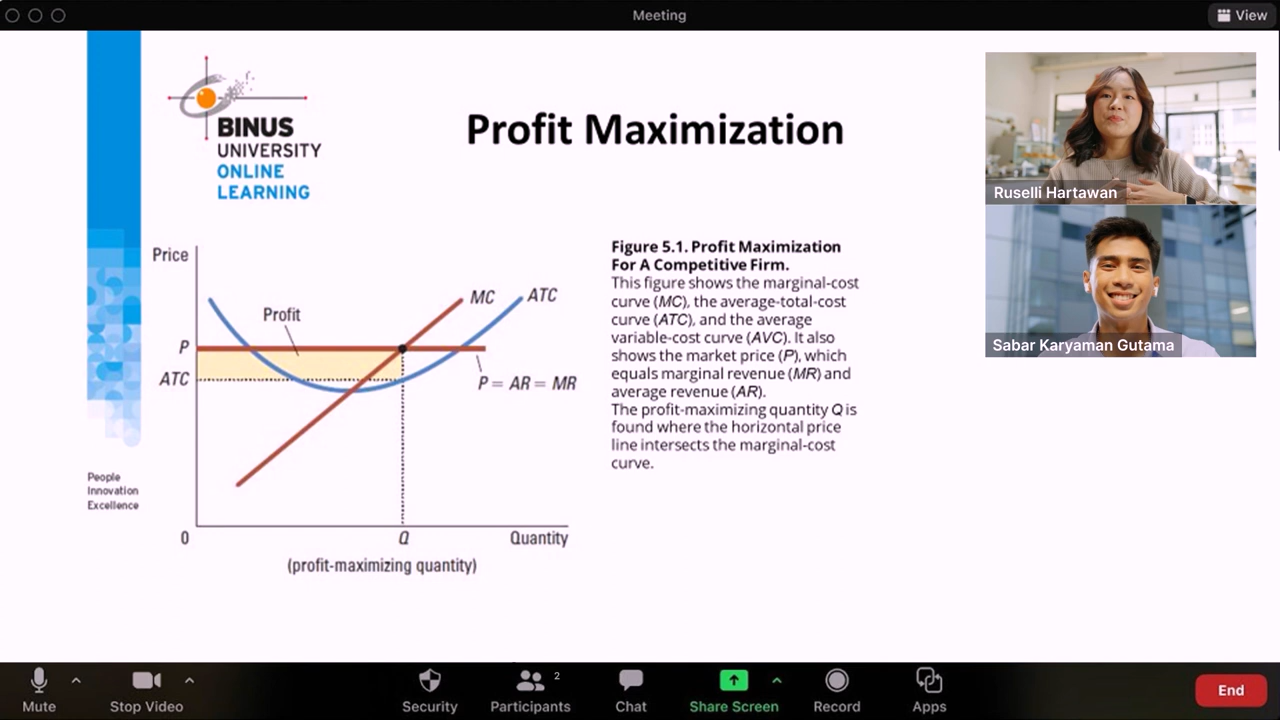 Meeting
View
BINUS
UNIVERSITY
ONLINE
LEARNING
Profit Maximization
Ruselli Hartawan
Sabar Karyaman Gutama
Price
MC
ATC
Profit
P
ATC
P = AR = MR
0
Q
Quantity
(profit-maximizing quantity)
Figure 5.1. Profit Maximization
For A Competitive Firm.
This figure shows the marginal-cost
curve (MC), the average-total-cost
curve (ATC), and the average
variable-cost curve (AVC). It also
shows the market price (P), which
equals marginal revenue (MR) and
average revenue (AR).
The profit-maximizing quantity Q is
found where the horizontal price
line intersects the marginal-cost
curve.
People
Innovation
Excellence
Mute
Stop Video
Security
Participants
2
Chat
Share Screen
Record
Apps
End